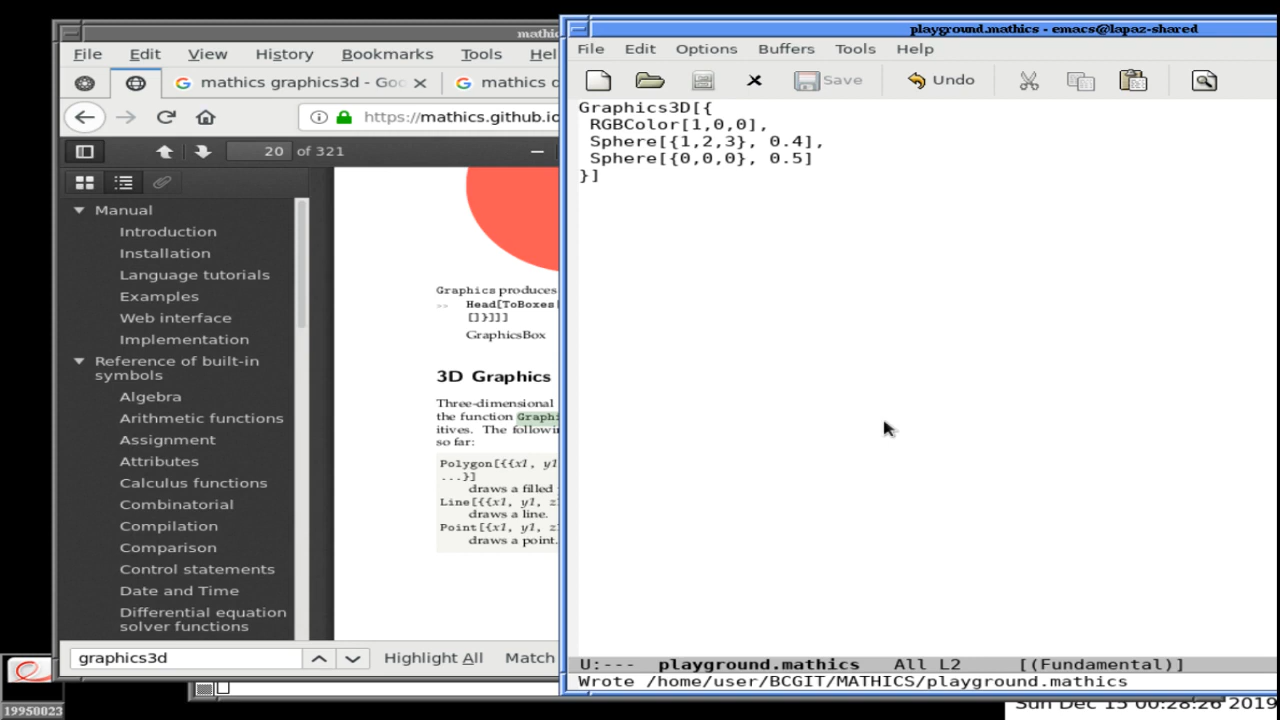 mathic
File Edit View History Bookmarks Tools Hel
mathics graphics3d - Goo
mathics d
https://mathics.github.io
20 of 321
Manual
Introduction
Installation
Language tutorials
Examples
Web interface
Implementation
Reference of built-in
symbols
Algebra
Arithmetic functions
Assignment
Attributes
Calculus functions
Combinatorial
Compilation
Comparison
Control statements
Date and Time
Differential equation
solver functions
Graphics produces
>> Head[ToBoxes[
[]}]]]
GraphicsBox
3D Graphics
Three-dimensional
the function Graphi
itives. The followin
so far:
Polygon[{{x1, y1
...}]
draws a filled
Line[{{x1, y1, z
draws a line.
Point[{x1, y1, z
draws a point.
graphics3d
Highlight All Match
playground.mathics - emacs@lapaz-shared
File Edit Options Buffers Tools Help
Save Undo
Graphics3D[{
RGBColor[1,0,0],
Sphere[{1,2,3}, 0.4],
Sphere[{0,0,0}, 0.5]
}]
U:--- playground.mathics All L2 [(Fundamental)]
Wrote /home/user/BCGIT/MATHICS/playground.mathics
19950023
Sun Dec 15 00:28:26 2019